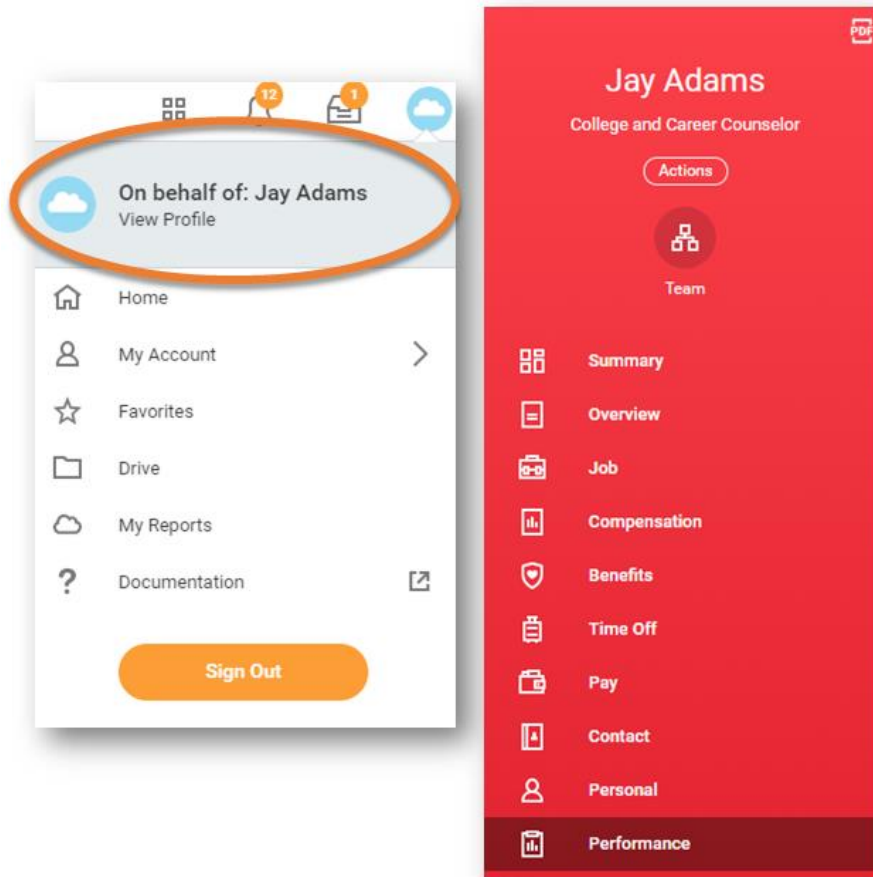 12
1
On behalf of: Jay Adams
View Profile
Home
My Account
Favorites
Drive
My Reports
? Documentation
Sign Out
PDF
Jay Adams
College and Career Counselor
Actions
Team
Summary
Overview
Job
Compensation
Benefits
Time Off
Pay
Contact
Personal
Performance